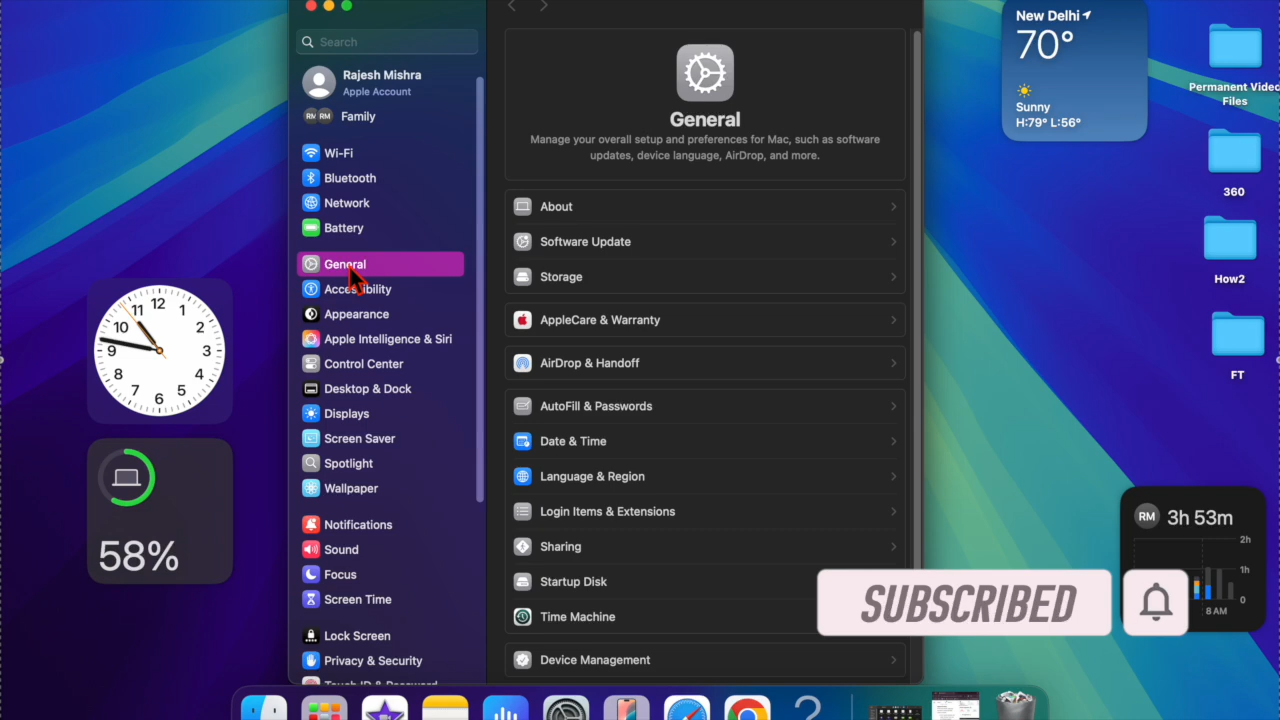 Search
Rajesh Mishra
Apple Account
RM RM Family
Wi-Fi
Bluetooth
Network
Battery
General
Accessibility
Appearance
Apple Intelligence & Siri
Control Center
Desktop & Dock
Displays
Screen Saver
Spotlight
Wallpaper
Notifications
Sound
Focus
Screen Time
Lock Screen
Privacy & Security
Touch ID & Password
General
Manage your overall setup and preferences for Mac, such as software
updates, device language, AirDrop, and more.
About
Software Update
Storage
AppleCare & Warranty
AirDrop & Handoff
AutoFill & Passwords
Date & Time
Language & Region
Login Items & Extensions
Sharing
Startup Disk
Time Machine
Device Management
12
1
2
3
4
5
6
7
8
9
10
11
58%
New Delhi
70°
Sunny
H:79° L:56°
Permanent Video
Files
360
How2
FT
RM 3h 53m
2h
1h
0
8 AM
SUBSCRIBED